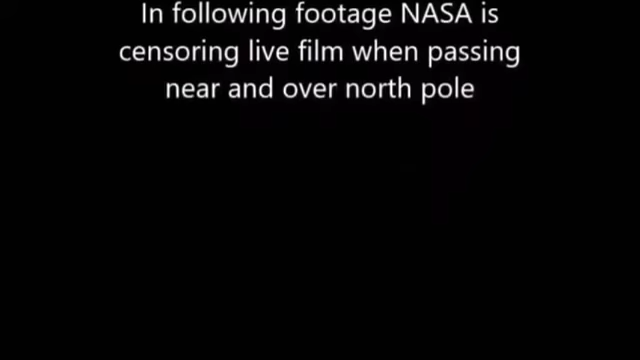 In following footage NASA is
censoring live film when passing
near and over north pole